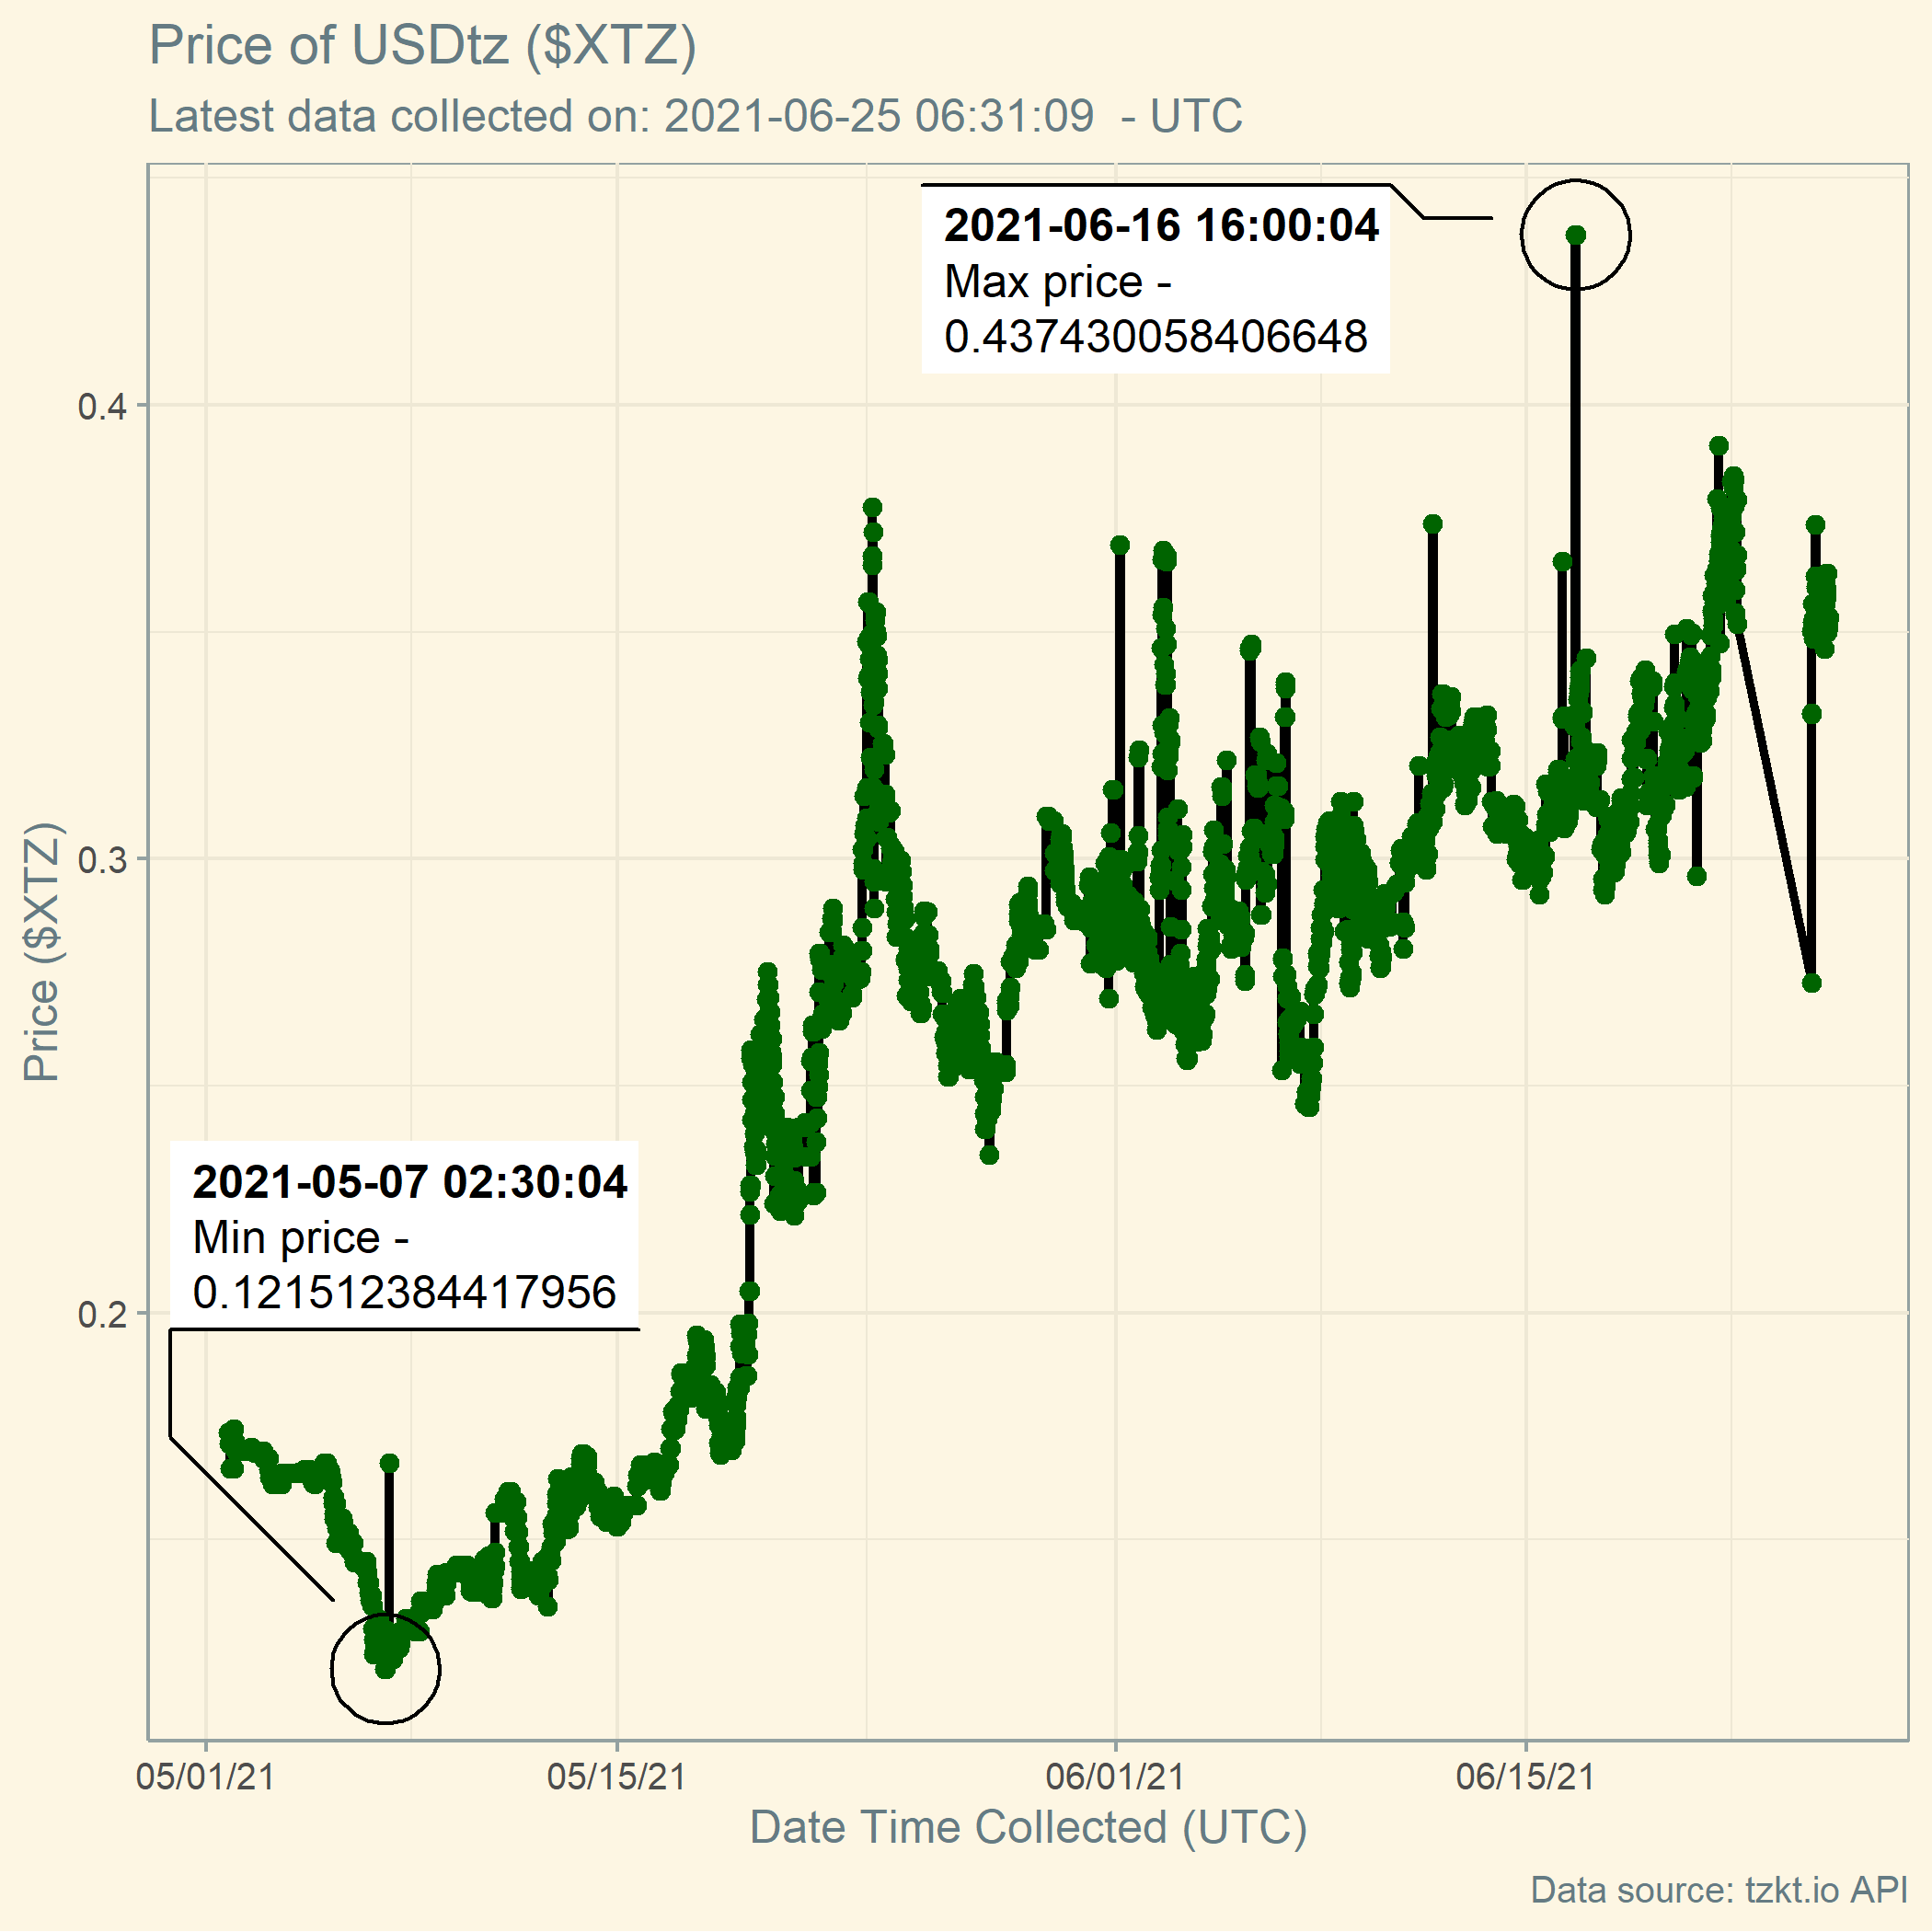 Price of USDtz ($XTZ)
Latest data collected on: 2021-06-25 06:31:09  - UTC
2021-06-16 16:00:04
Max price -
0.437430058406648
0.4
0.3
Price ($XTZ)
2021-05-07 02:30:04
Min price -
0.121512384417956
0.2
05/01/21
05/15/21
06/01/21
06/15/21
Date Time Collected (UTC)
Data source: tzkt.io API